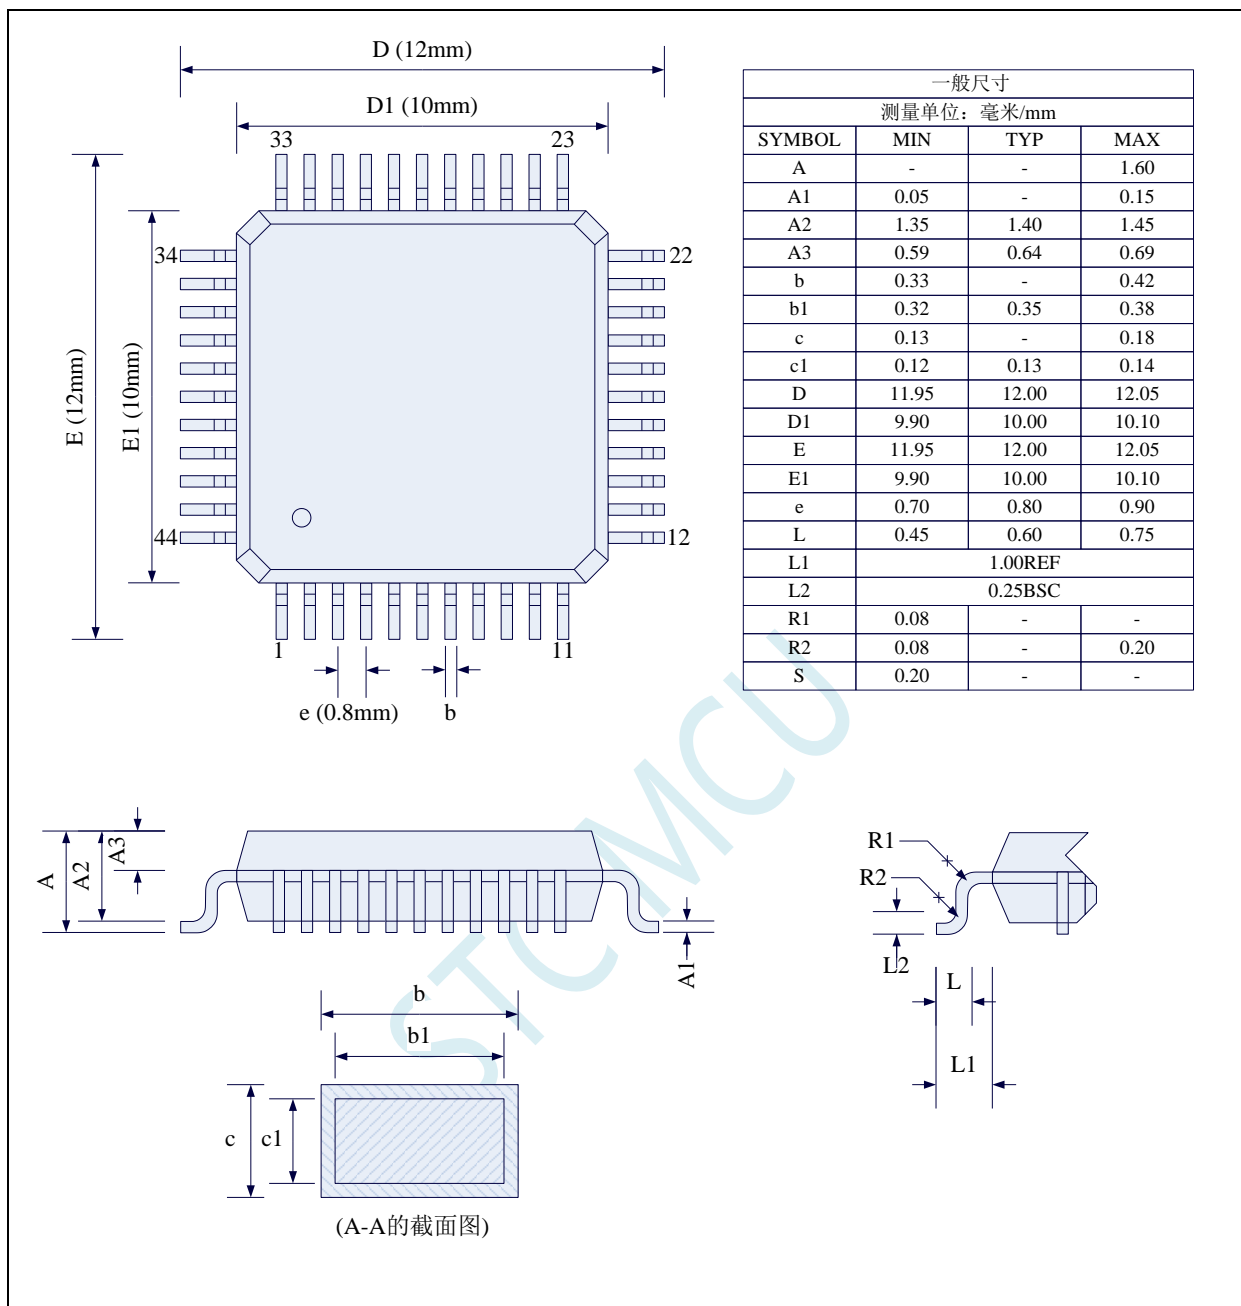 D (12mm)
D1 (10mm)
33 23
34 22
E (12mm)
E1 (10mm)
44 12
1 11
e (0.8mm) b
一般尺寸
测量单位：毫米/mm
SYMBOL MIN TYP MAX
A - - 1.60
A1 0.05 - 0.15
A2 1.35 1.40 1.45
A3 0.59 0.64 0.69
b 0.33 - 0.42
b1 0.32 0.35 0.38
c 0.13 - 0.18
c1 0.12 0.13 0.14
D 11.95 12.00 12.05
D1 9.90 10.00 10.10
E 11.95 12.00 12.05
E1 9.90 10.00 10.10
e 0.70 0.80 0.90
L 0.45 0.60 0.75
L1 1.00REF
L2 0.25BSC
R1 0.08 - -
R2 0.08 - 0.20
S 0.20 - -
A
A2
A3
A1
R1
R2
L2
L
L1
b
b1
c c1
(A-A的截面图)
STC MCU